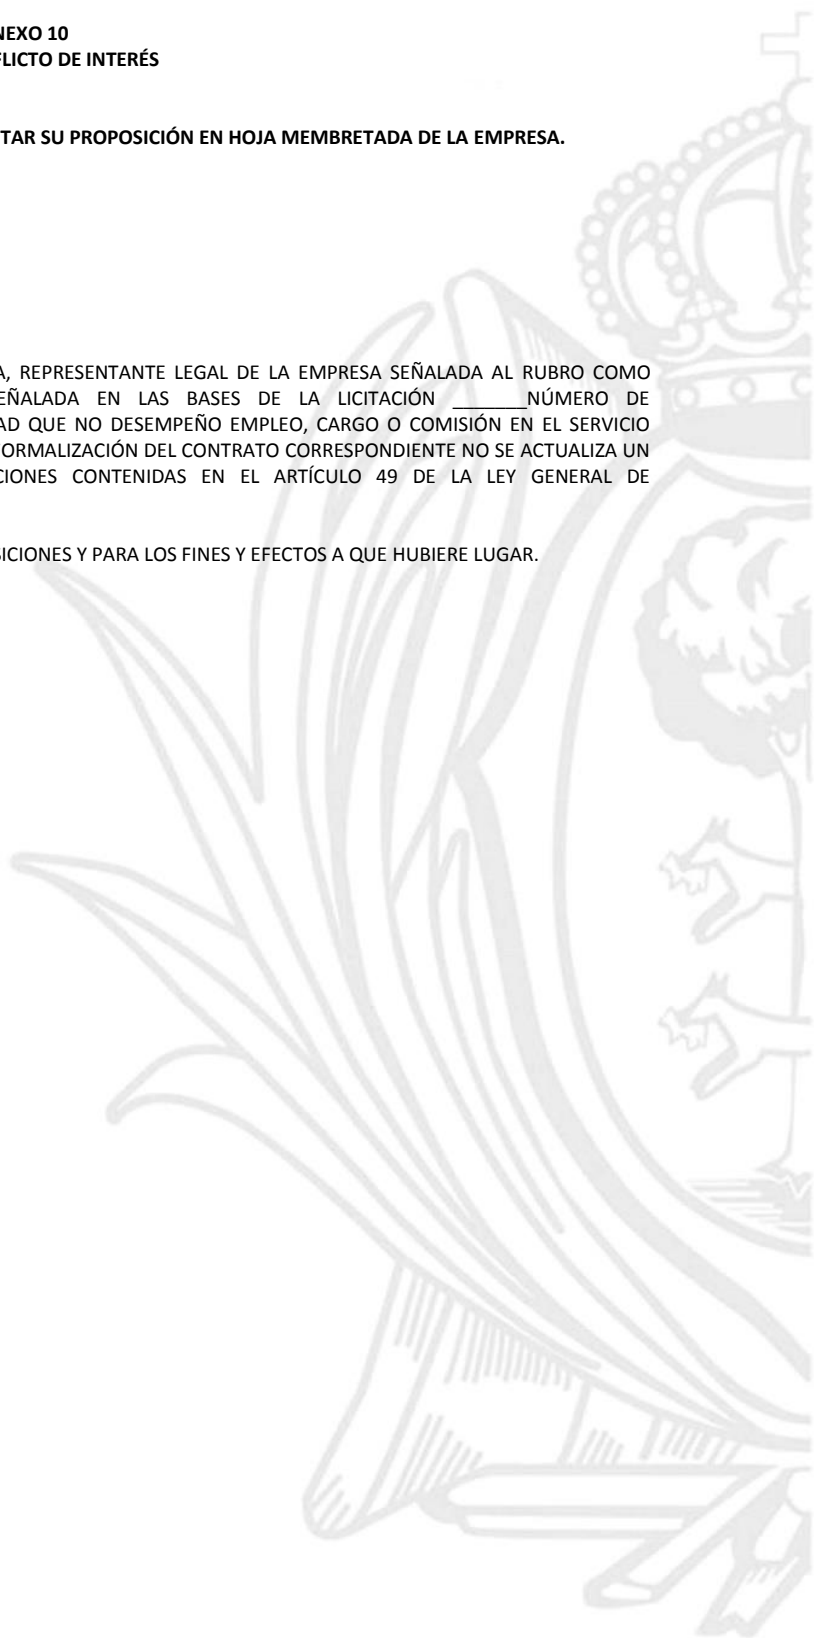 NEXO 10
FLICTO DE INTERÉS
TAR SU PROPOSICIÓN EN HOJA MEMBRETADA DE LA EMPRESA.
A, REPRESENTANTE LEGAL DE LA EMPRESA SEÑALADA AL RUBRO COMO
EÑALADA EN LAS BASES DE LA LICITACIÓN _______NÚMERO DE
AD QUE NO DESEMPEÑO EMPLEO, CARGO O COMISIÓN EN EL SERVICIO
ORMALIZACIÓN DEL CONTRATO CORRESPONDIENTE NO SE ACTUALIZA UN
CIONES CONTENIDAS EN EL ARTÍCULO 49 DE LA LEY GENERAL DE
SICIONES Y PARA LOS FINES Y EFECTOS A QUE HUBIERE LUGAR.